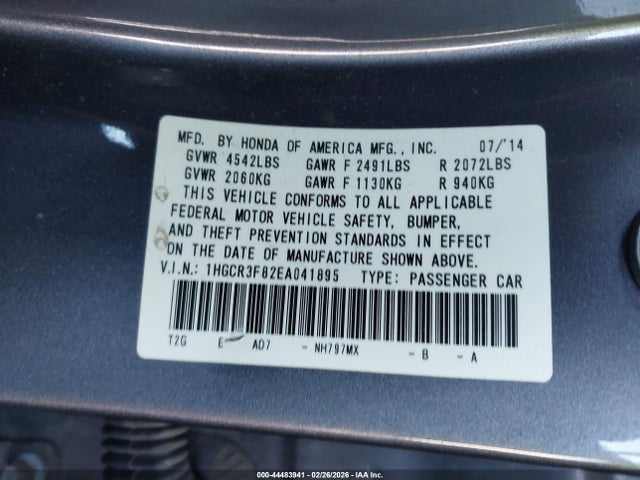 MFD. BY HONDA OF AMERICA MFG., INC. 07/'14
GVWR 4542LBS GAWR F 2491LBS R 2072LBS
GVWR 2060KG GAWR F 1130KG R 940KG
THIS VEHICLE CONFORMS TO ALL APPLICABLE
FEDERAL MOTOR VEHICLE SAFETY, BUMPER,
AND THEFT PREVENTION STANDARDS IN EFFECT
ON THE DATE OF MANUFACTURE SHOWN ABOVE.
V.I.N.: 1HGCR3F82EA041895 TYPE: PASSENGER CAR
T2G E AD7 - NH797MX - B - A
000-44483941 - 02/26/2026 - IAA Inc.